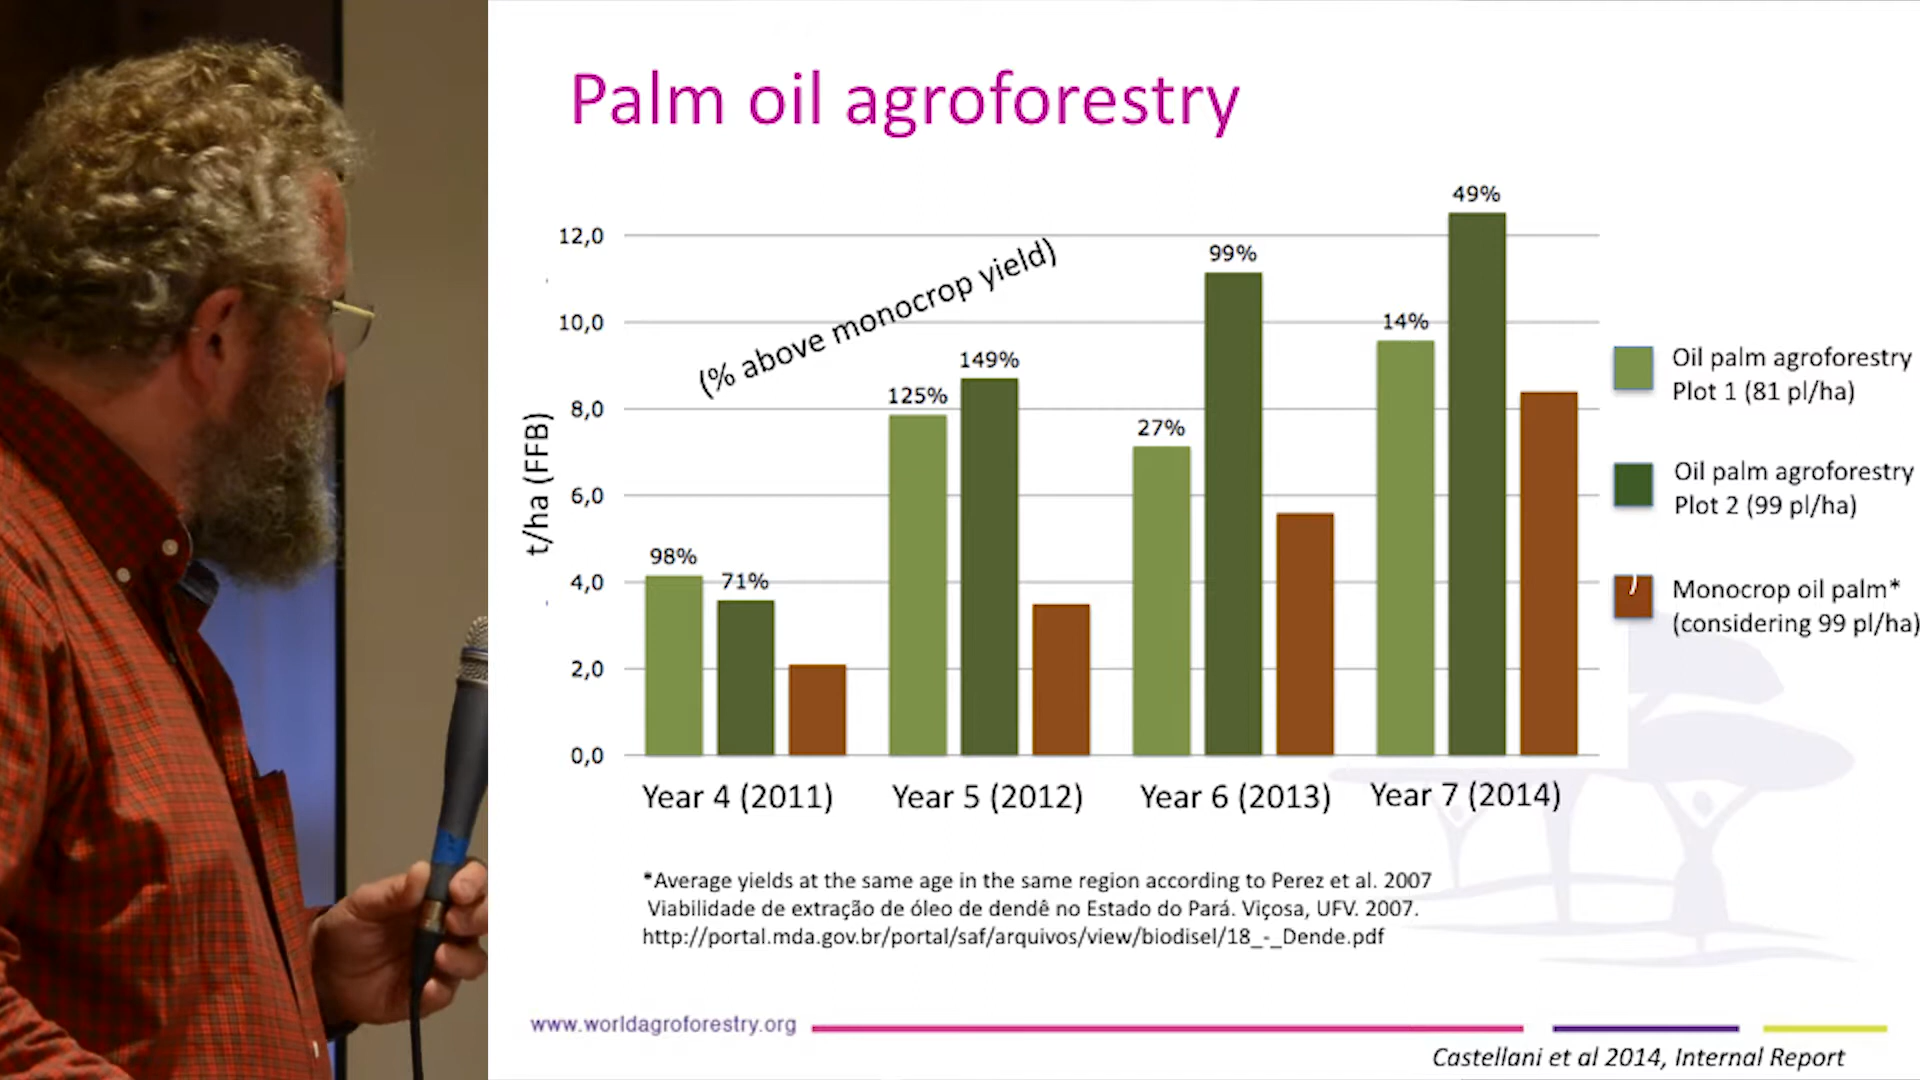 Palm oil agroforestry
(% above monocrop yield)
t/ha (FFB)
12,0
10,0
8,0
6,0
4,0
2,0
0,0
98%
71%
125%
149%
27%
99%
14%
49%
Year 4 (2011)
Year 5 (2012)
Year 6 (2013)
Year 7 (2014)
Oil palm agroforestry
Plot 1 (81 pl/ha)
Oil palm agroforestry
Plot 2 (99 pl/ha)
Monocrop oil palm*
(considering 99 pl/ha)
*Average yields at the same age in the same region according to Perez et al. 2007
Viabilidade de extração de óleo de dendê no Estado do Pará. Viçosa, UFV. 2007.
http://portal.mda.gov.br/portal/saf/arquivos/view/biodisel/18_-_Dende.pdf
www.worldagroforestry.org
Castellani et al 2014, Internal Report